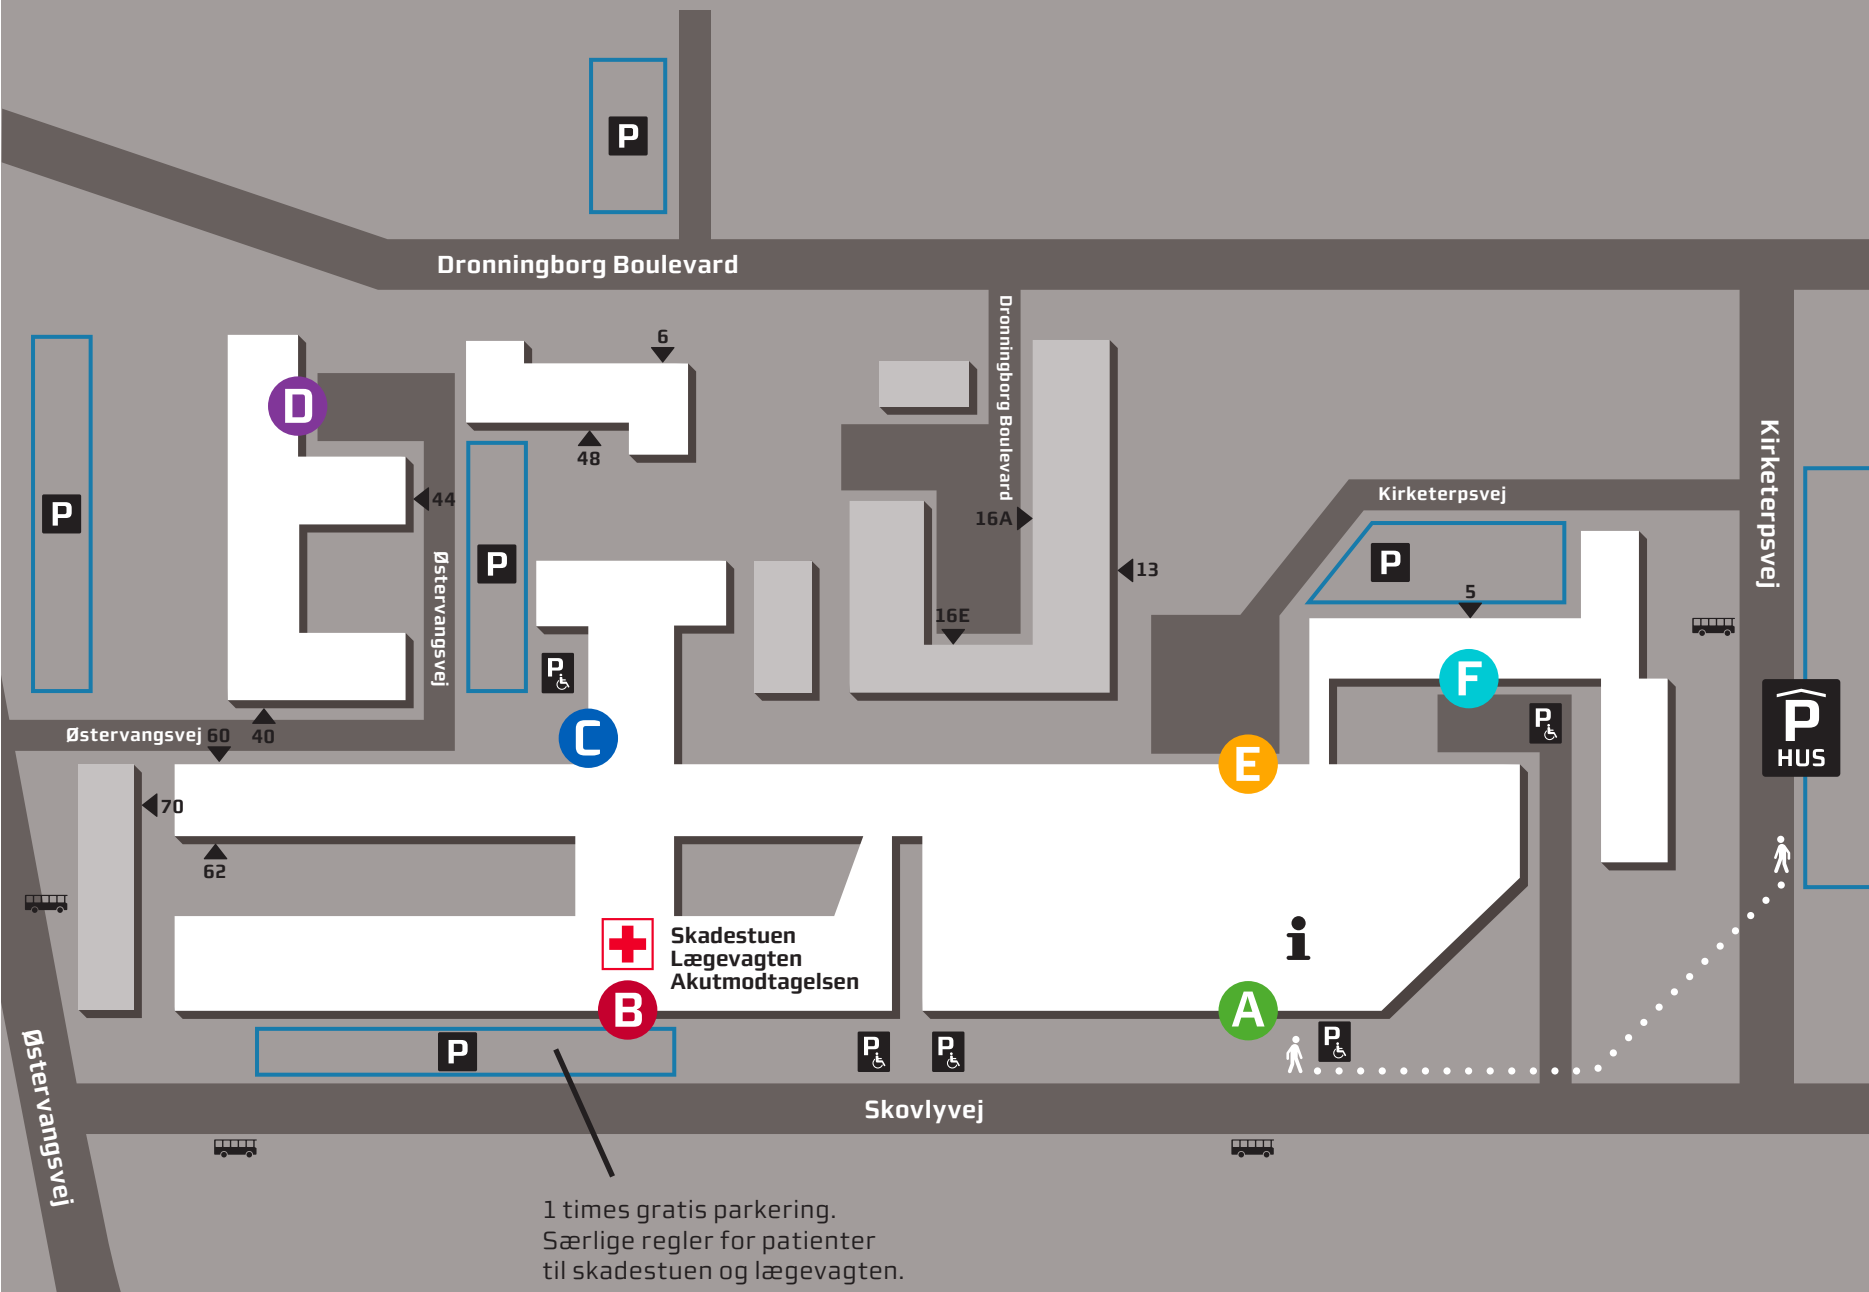 P
Dronningborg Boulevard
Dronningborg Boulevard
6
D
48
44
P
P
Østervangsvej
16A
13
16E
Kirketerpsvej
Kirketerpsvej
P
5
F
P
P
C
E
P
HUS
Østervangsvej 60
40
70
62
Skadestuen
Lægevagten
Akutmodtagelsen
i
B
A
P
P
P
P
Østervangsvej
Skovlyvej
1 times gratis parkering.
Særlige regler for patienter
til skadestuen og lægevagten.